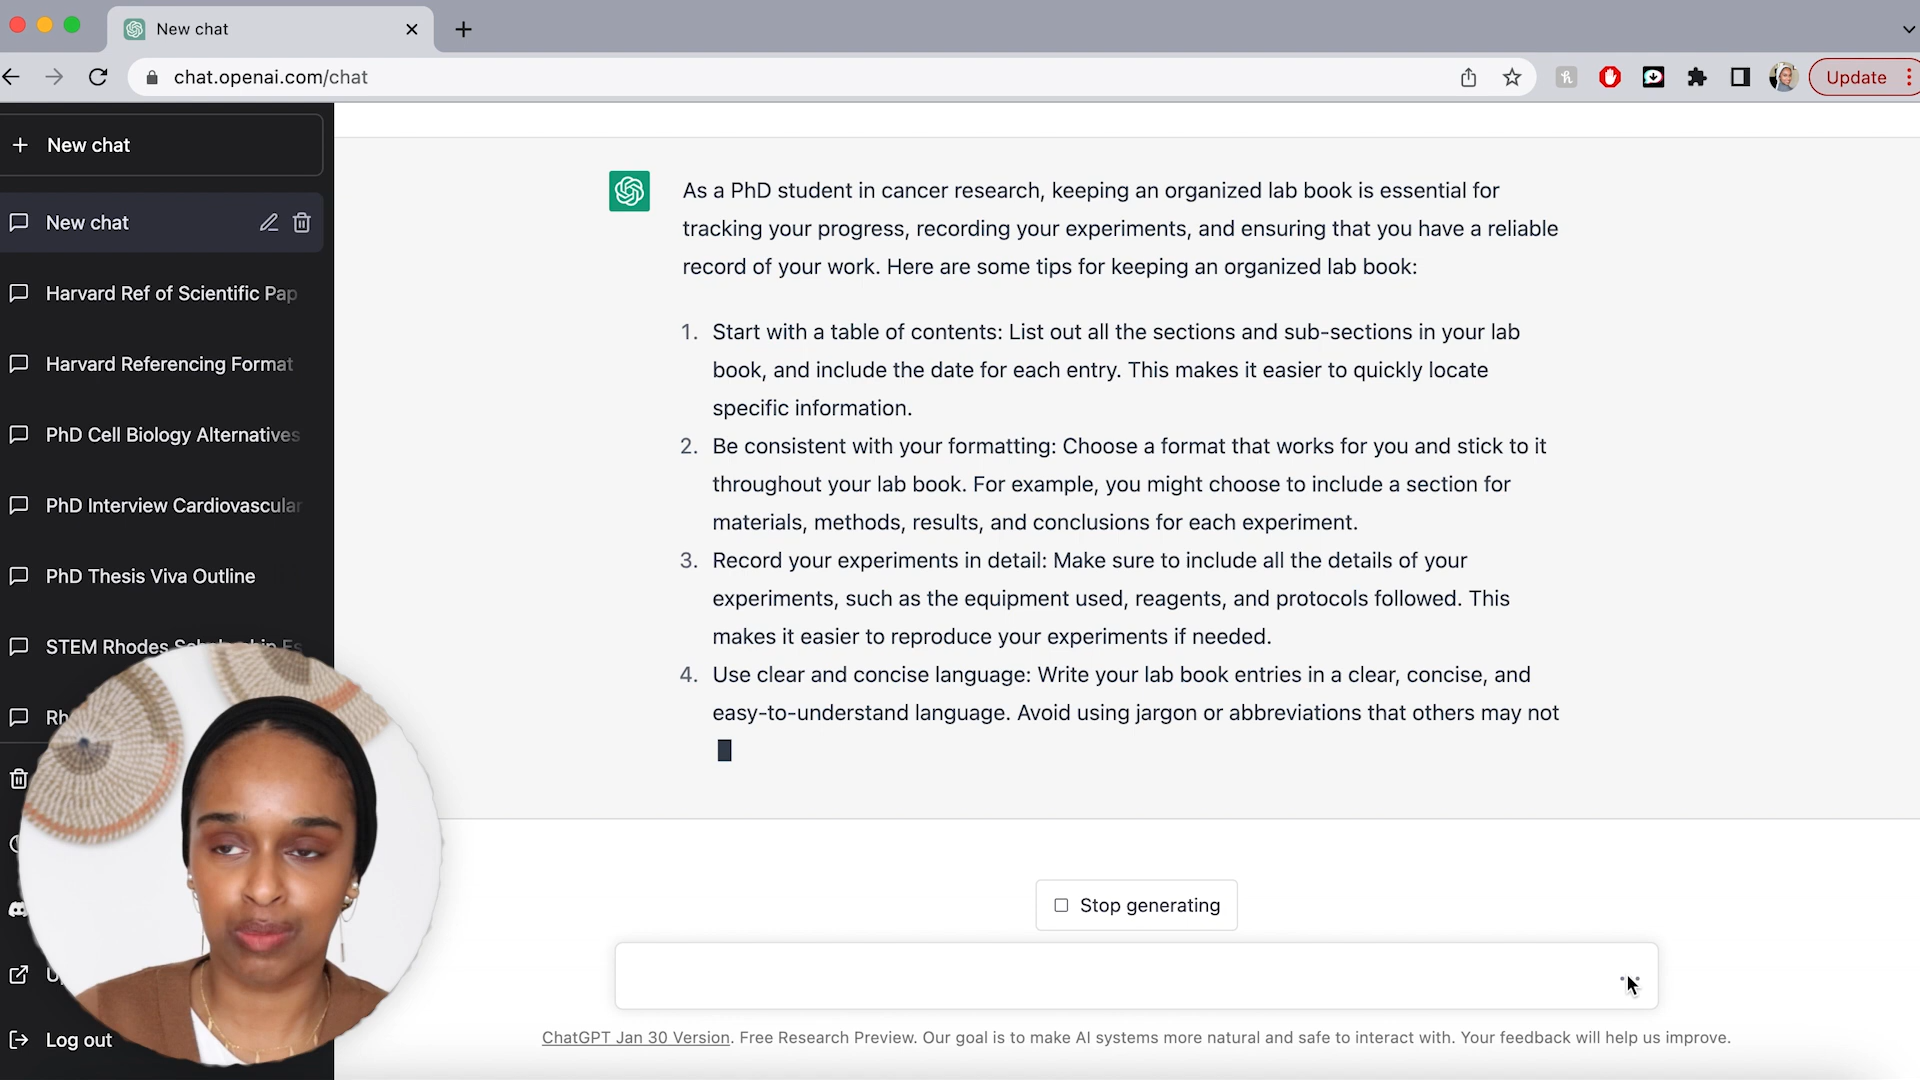 New chat
chat.openai.com/chat
Update
New chat
New chat
Harvard Ref of Scientific Pap
Harvard Referencing Format
PhD Cell Biology Alternatives
PhD Interview Cardiovascular
PhD Thesis Viva Outline
STEM Rhodes
Log out
As a PhD student in cancer research, keeping an organized lab book is essential for
tracking your progress, recording your experiments, and ensuring that you have a reliable
record of your work. Here are some tips for keeping an organized lab book:
1. Start with a table of contents: List out all the sections and sub-sections in your lab
book, and include the date for each entry. This makes it easier to quickly locate
specific information.
2. Be consistent with your formatting: Choose a format that works for you and stick to it
throughout your lab book. For example, you might choose to include a section for
materials, methods, results, and conclusions for each experiment.
3. Record your experiments in detail: Make sure to include all the details of your
experiments, such as the equipment used, reagents, and protocols followed. This
makes it easier to reproduce your experiments if needed.
4. Use clear and concise language: Write your lab book entries in a clear, concise, and
easy-to-understand language. Avoid using jargon or abbreviations that others may not
Stop generating
ChatGPT Jan 30 Version. Free Research Preview. Our goal is to make AI systems more natural and safe to interact with. Your feedback will help us improve.